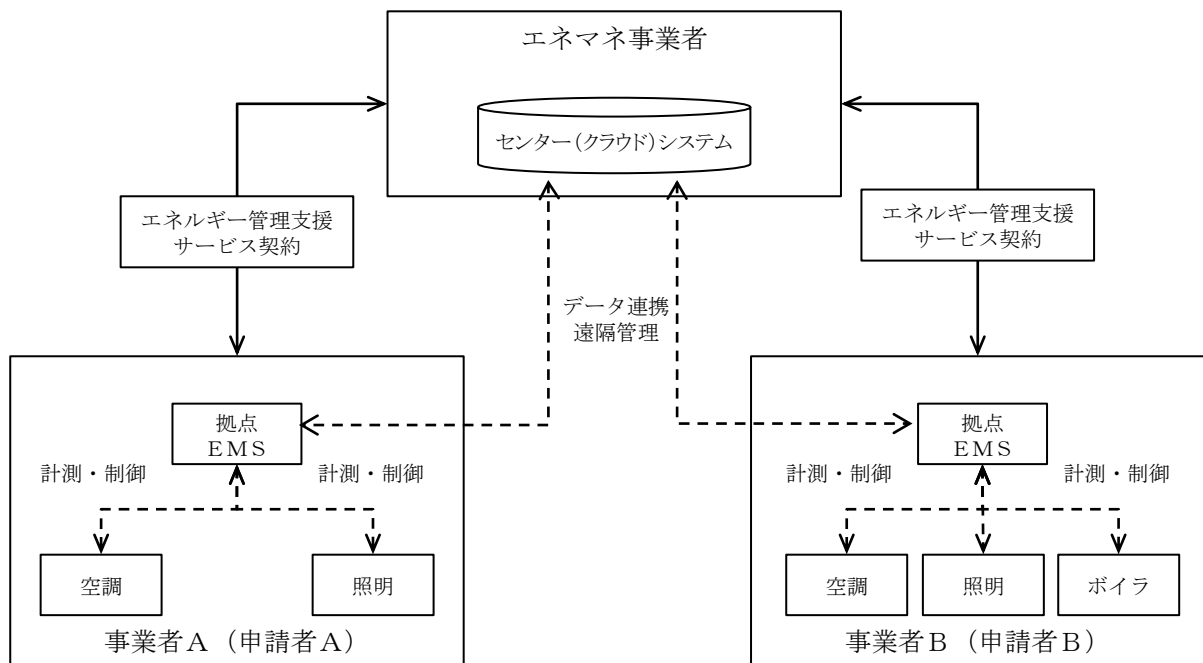 エネマネ事業者
センター(クラウド)システム
エネルギー管理支援
サービス契約
エネルギー管理支援
サービス契約
データ連携
遠隔管理
拠点
EMS
計測・制御
計測・制御
空調
照明
事業者A(申請者A)
拠点
EMS
計測・制御
計測・制御
空調
照明
ボイラ
事業者B(申請者B)